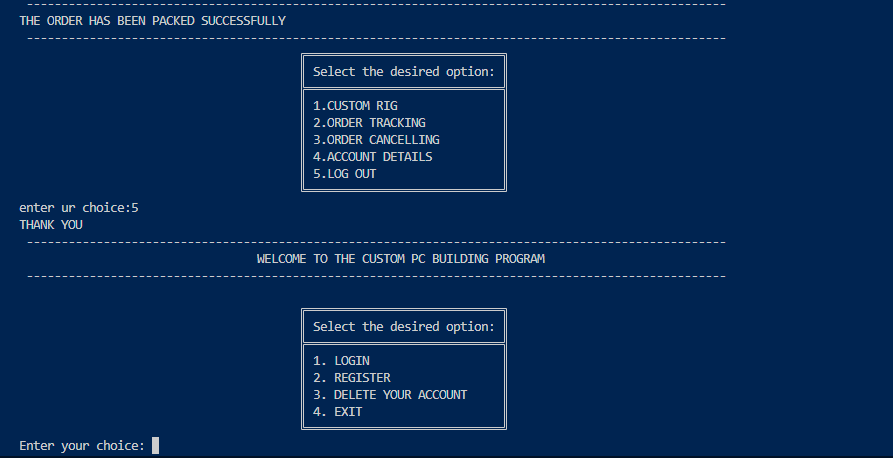 -----------------------------------------------------------------------------------------------------
THE ORDER HAS BEEN PACKED SUCCESSFULLY
-----------------------------------------------------------------------------------------------------
Select the desired option:
1.CUSTOM RIG
2.ORDER TRACKING
3.ORDER CANCELLING
4.ACCOUNT DETAILS
5.LOG OUT
enter ur choice:5
THANK YOU
-----------------------------------------------------------------------------------------------------
WELCOME TO THE CUSTOM PC BUILDING PROGRAM
-----------------------------------------------------------------------------------------------------
Select the desired option:
1. LOGIN
2. REGISTER
3. DELETE YOUR ACCOUNT
4. EXIT
Enter your choice: